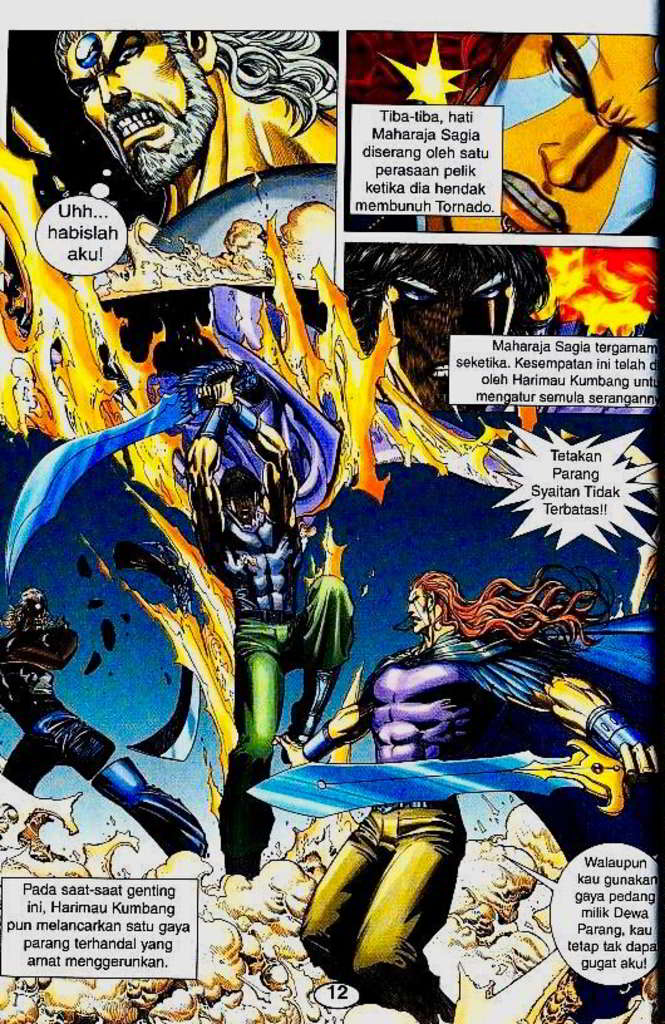 Uhh...
habislah
aku!
Tiba-tiba, hati
Maharaja Sagia
diserang oleh satu
perasaan pelik
ketika dia hendak
membunuh Tornado.
Maharaja Sagia tergamam
seketika. Kesempatan ini telah d
oleh Harimau Kumbang untu
mengatur semula serangann
Tetakan
Parang
Syaitan Tidak
Terbatas!!
Pada saat-saat genting
ini, Harimau Kumbang
pun melancarkan satu gaya
parang terhandal yang
amat menggerunkan.
Walaupun
kau gunakan
gaya pedang
milik Dewa
Parang, kau
tetap tak dapa
gugat aku!
12